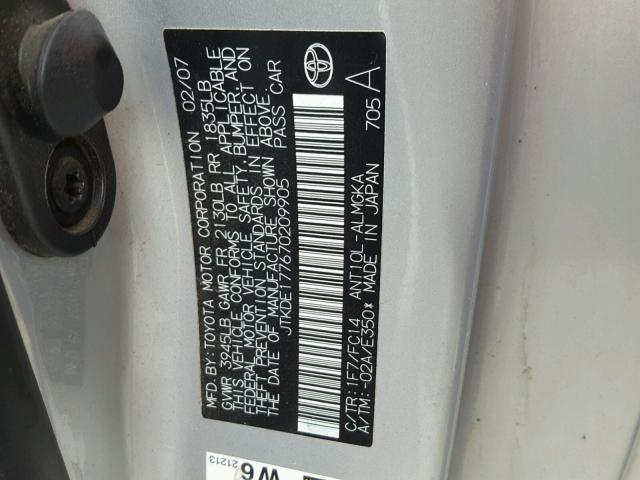 MFD.BY:TOYOTA MOTOR CORPORATION 02/07
GVWR 3945LB GAWR FR 2130LB RR 1835LB
THIS VEHICLE CONFORMS TO ALL APPLICABLE
FEDERAL MOTOR VEHICLE SAFETY,BUMPER,AND
THEFT PREVENTION STANDARDS IN EFFECT ON
THE DATE OF MANUFACTURE SHOWN ABOVE.
JTKDE177670209905 PASS CAR
C/TR:1F7/FC14 ANT10L-ALMGKA 705 A
A/TM:-02A/E350* MADE IN JAPAN
21213
W6